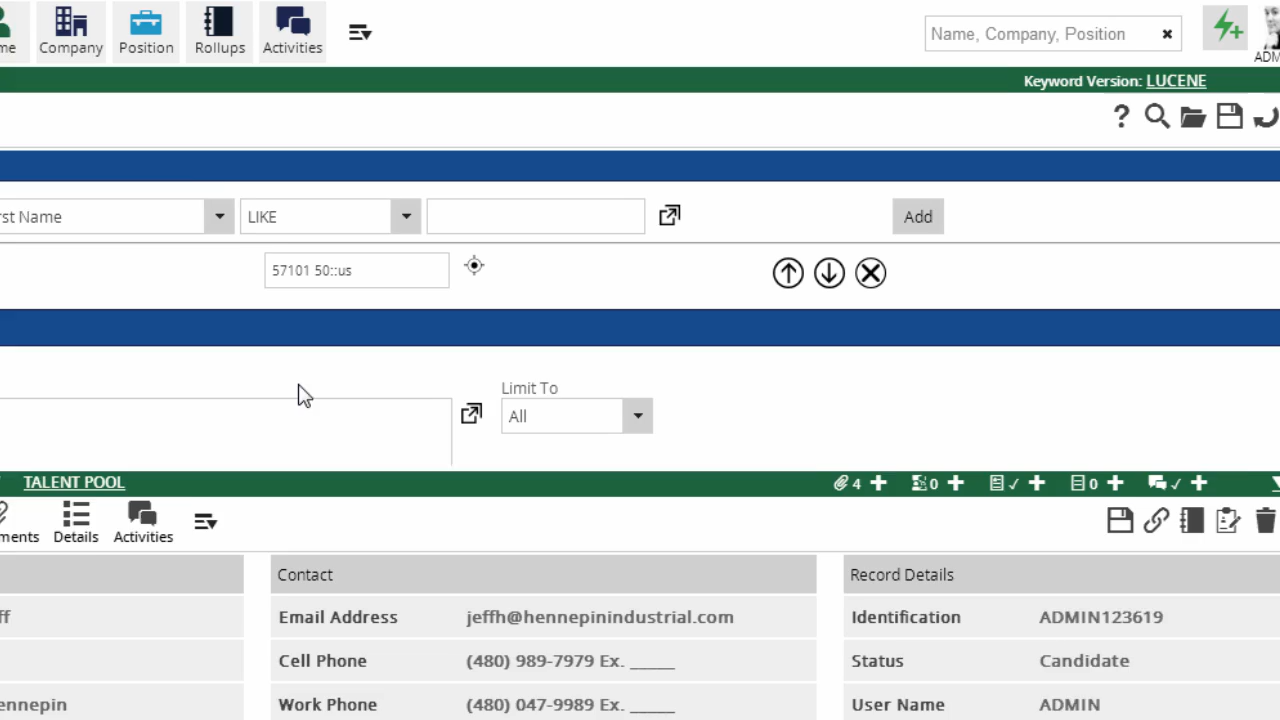 me Company Position Rollups Activities Name, Company, Position
ADM
Keyword Version: LUCENE
?
rst Name LIKE Add
57101 50::us
Limit To
All
TALENT POOL 4 0 ✓ 0 ✓
ments Details Activities
Contact Record Details
ff Email Address jeffh@hennepinindustrial.com Identification ADMIN123619
Cell Phone (480) 989-7979 Ex. _____ Status Candidate
ennepin Work Phone (480) 047-9989 Ex. _____ User Name ADMIN